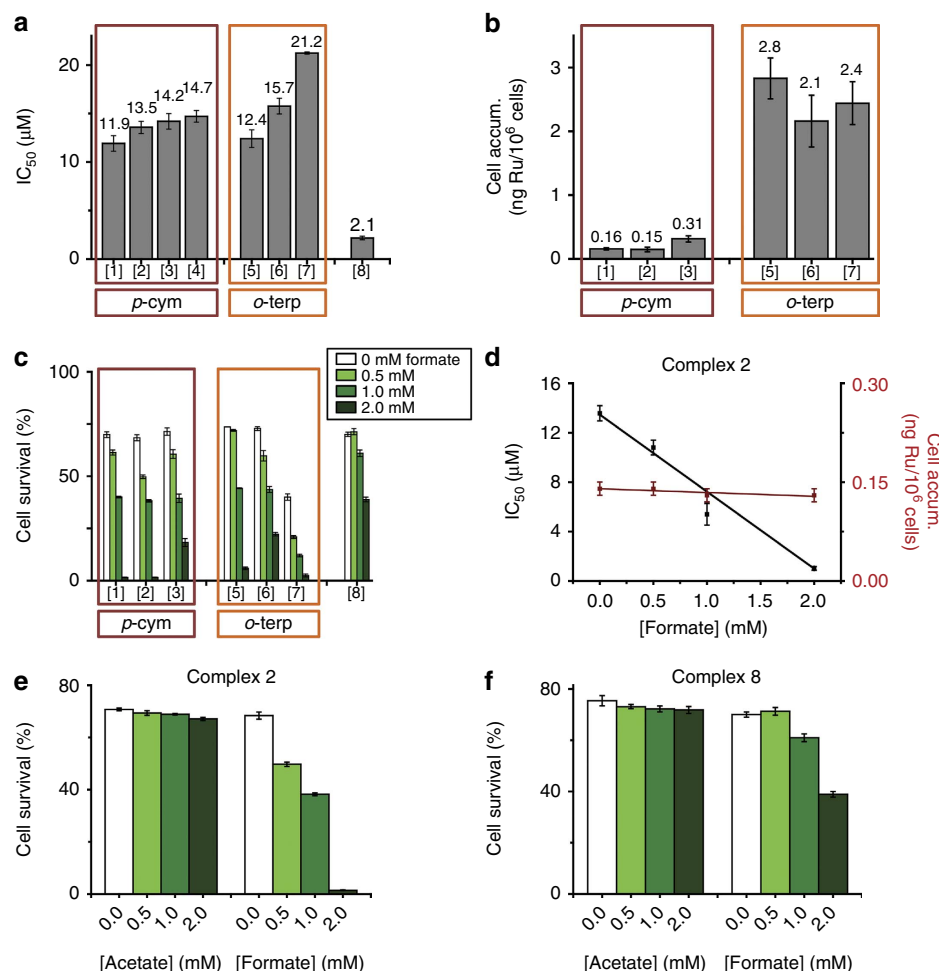 a
IC50 (μM)
20
10
0
11.9
13.5
14.2
14.7
12.4
15.7
21.2
2.1
[1] [2] [3] [4] [5] [6] [7] [8]
p-cym
o-terp
b
Cell accum.
(ng Ru/10^6 cells)
3
2
1
0
0.16
0.15
0.31
2.8
2.1
2.4
[1] [2] [3] [5] [6] [7]
p-cym
o-terp
c
Cell survival (%)
100
50
0
0 mM formate
0.5 mM
1.0 mM
2.0 mM
[1] [2] [3] [5] [6] [7] [8]
p-cym
o-terp
d
Complex 2
IC50 (μM)
16
12
8
4
0
0.30
0.15
0.00
Cell accum.
(ng Ru/10^6 cells)
0.0 0.5 1.0 1.5 2.0
[Formate] (mM)
e
Complex 2
Cell survival (%)
80
40
0
0.0 0.5 1.0 2.0 0.0 0.5 1.0 2.0
[Acetate] (mM) [Formate] (mM)
f
Complex 8
Cell survival (%)
80
40
0
0.0 0.5 1.0 2.0 0.0 0.5 1.0 2.0
[Acetate] (mM) [Formate] (mM)